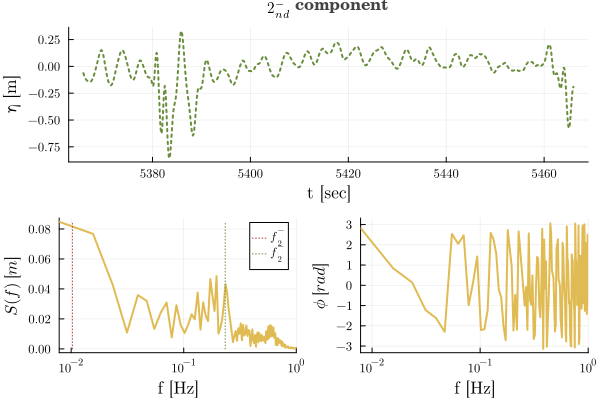 2⁻ₙd component
η [m]
0.25
0.00
−0.25
−0.50
−0.75
5380 5400 5420 5440 5460
t [sec]
S(f) [m]
0.08
0.06
0.04
0.02
0.00
f₂⁻
f₂
10⁻² 10⁻¹ 10⁰
f [Hz]
ϕ [rad]
3
2
1
0
−1
−2
−3
10⁻² 10⁻¹ 10⁰
f [Hz]